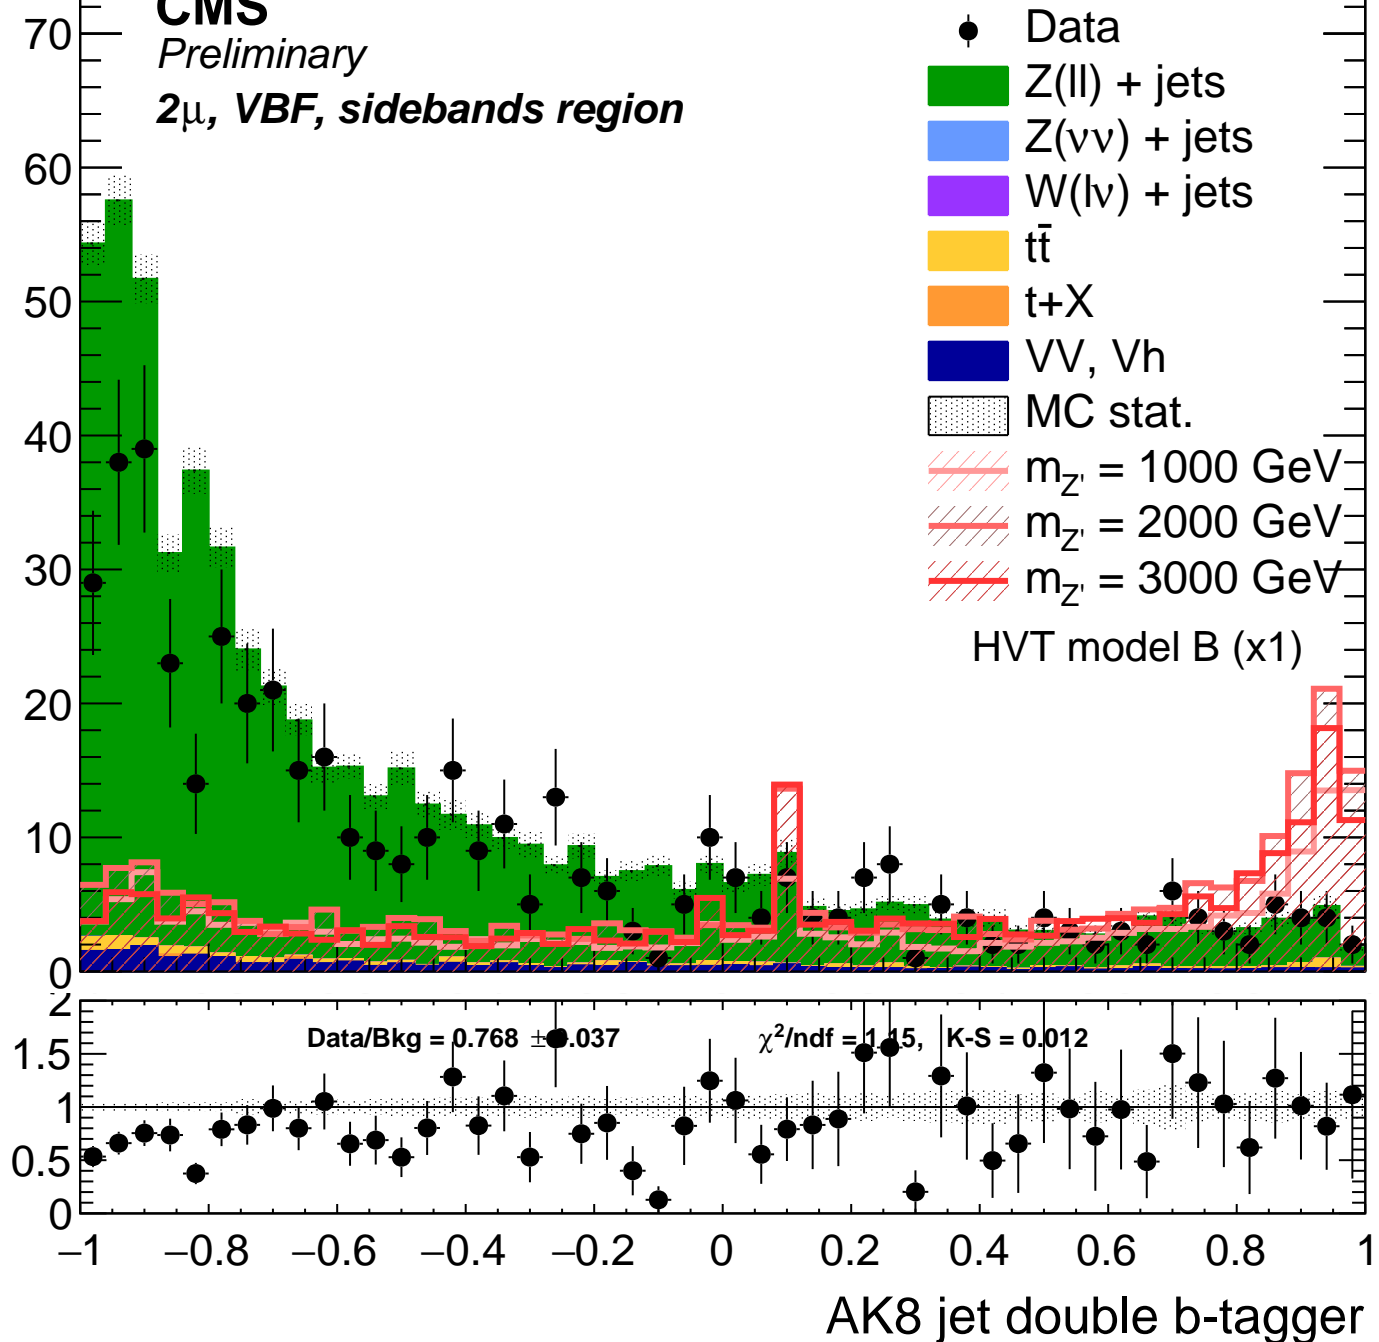 CMS
Preliminary
2μ, VBF, sidebands region
Data
Z(ll) + jets
Z(νν) + jets
W(lν) + jets
tt̄
t+X
VV, Vh
MC stat.
m_Z' = 1000 GeV
m_Z' = 2000 GeV
m_Z' = 3000 GeV
HVT model B (x1)
70
60
50
40
30
20
10
0
Data/Bkg = 0.768 ± 0.037
χ²/ndf = 1.15, K-S = 0.012
2
1.5
1
0.5
0
−1 −0.8 −0.6 −0.4 −0.2 0 0.2 0.4 0.6 0.8 1
AK8 jet double b-tagger